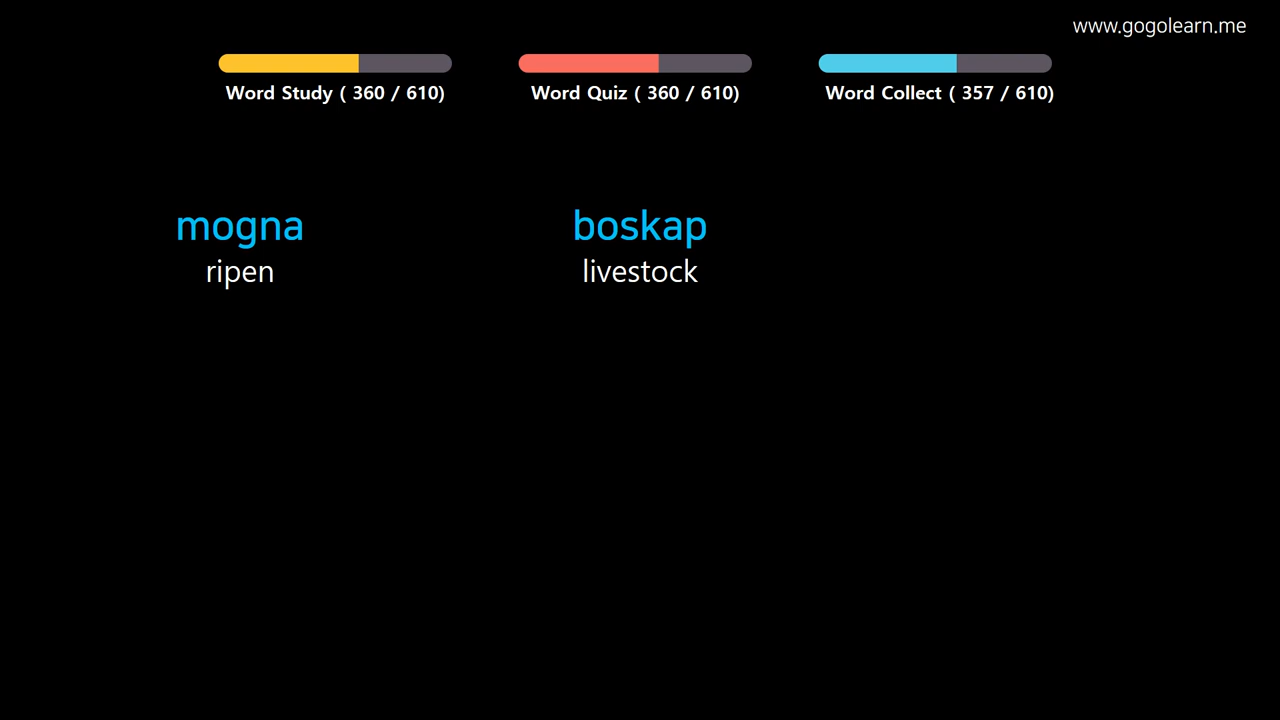 www.gogolearn.me
Word Study ( 360 / 610)
Word Quiz ( 360 / 610)
Word Collect ( 357 / 610)
mogna
ripen
boskap
livestock